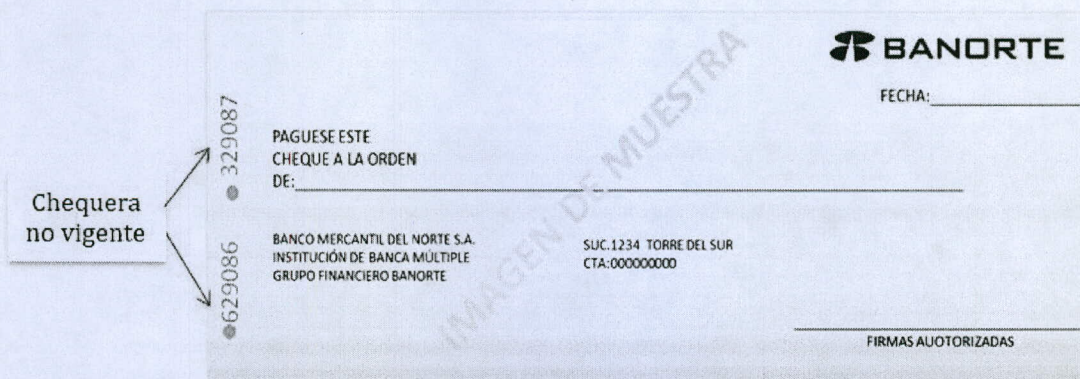 BANORTE
FECHA:
329087
PAGUESE ESTE
CHEQUE A LA ORDEN
DE:
IMAGEN DE MUESTRA
Chequera
no vigente
629086
BANCO MERCANTIL DEL NORTE S.A.
INSTITUCIÓN DE BANCA MÚLTIPLE
GRUPO FINANCIERO BANORTE
SUC.1234 TORRE DEL SUR
CTA:000000000
FIRMAS AUOTORIZADAS